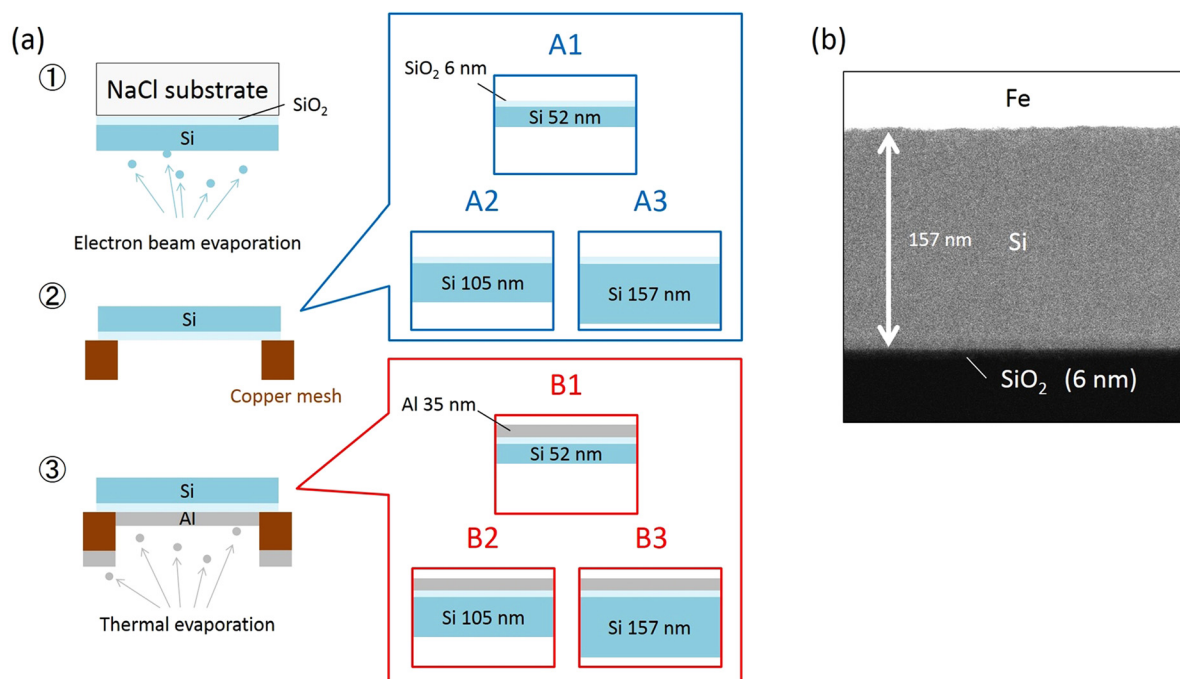 (a)
①
NaCl substrate
SiO₂
Si
Electron beam evaporation
②
Si
Copper mesh
③
Si
Al
Thermal evaporation
A1
SiO₂ 6 nm
Si 52 nm
A2
A3
Si 105 nm
Si 157 nm
B1
Al 35 nm
Si 52 nm
B2
B3
Si 105 nm
Si 157 nm
(b)
Fe
157 nm
Si
SiO₂ (6 nm)